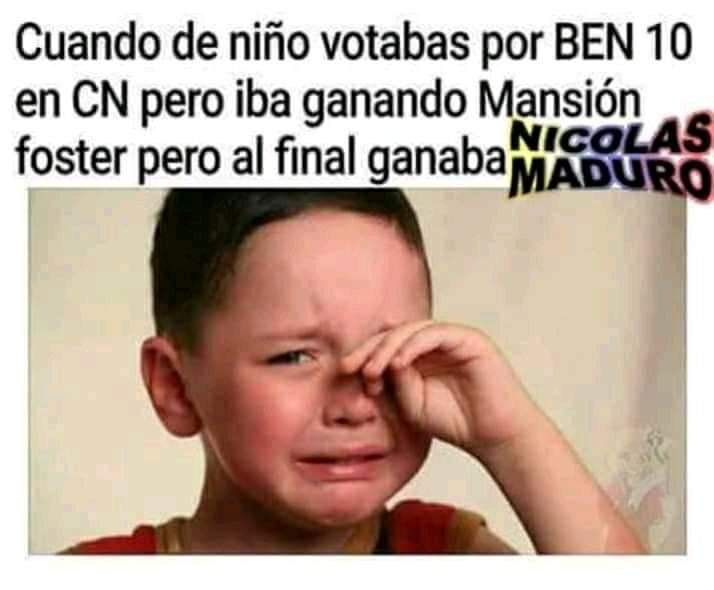 Cuando de niño votabas por BEN 10
en CN pero iba ganando Mansión
foster pero al final ganaba NICOLAS
MADURO